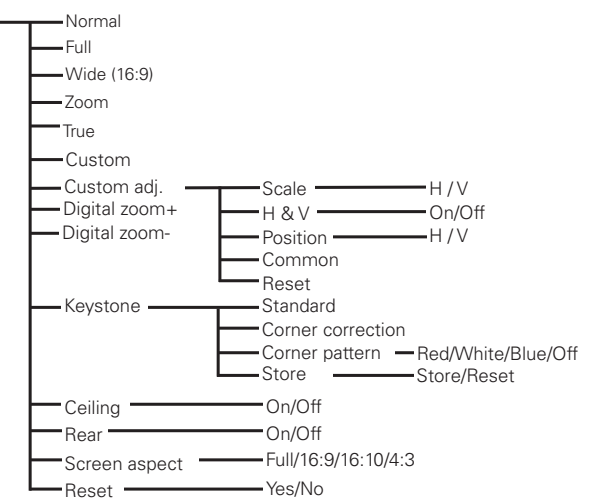 Normal
Full
Wide (16:9)
Zoom
True
Custom
Custom adj. Scale H / V
Digital zoom+ H & V On/Off
Digital zoom- Position H / V
Common
Reset
Keystone Standard
Corner correction
Corner pattern Red/White/Blue/Off
Store Store/Reset
Ceiling On/Off
Rear On/Off
Screen aspect Full/16:9/16:10/4:3
Reset Yes/No